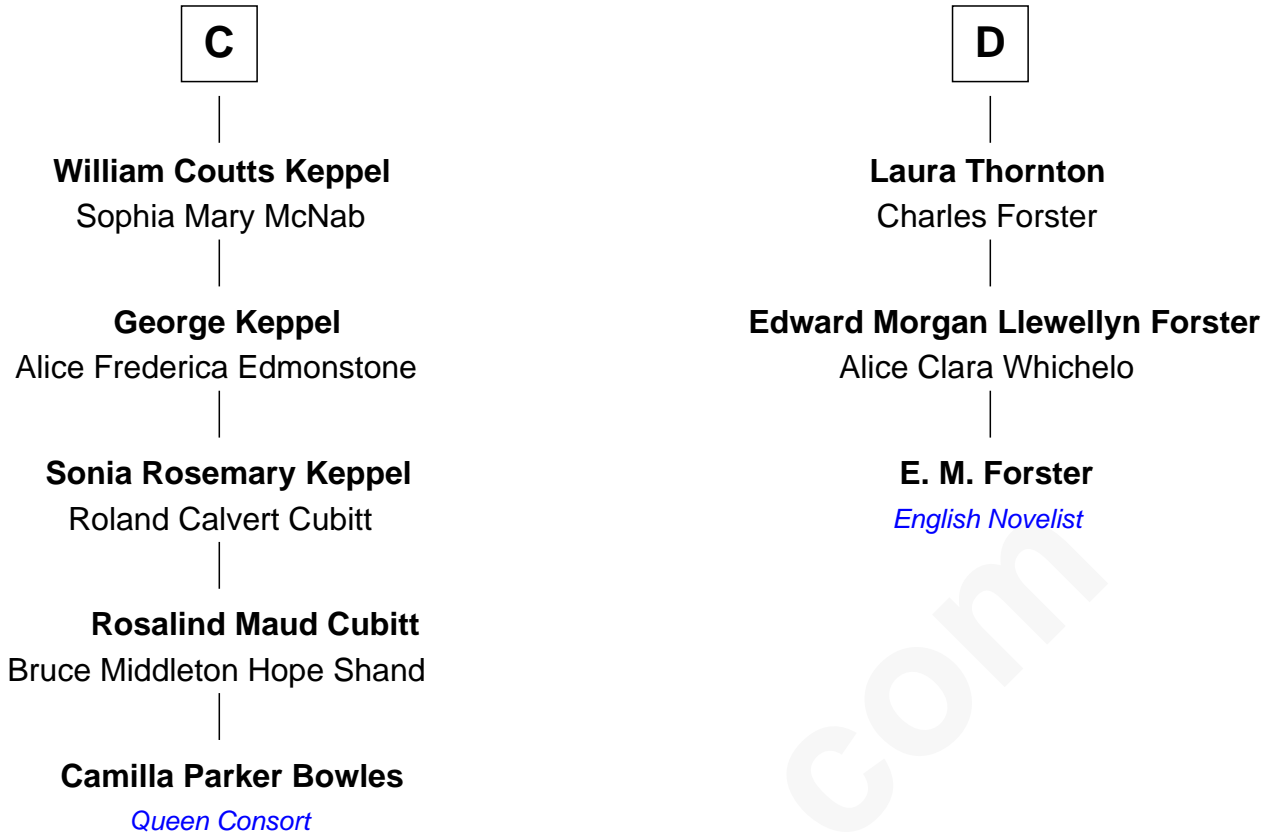 C
William Coutts Keppel
Sophia Mary McNab
George Keppel
Alice Frederica Edmonstone
Sonia Rosemary Keppel
Roland Calvert Cubitt
Rosalind Maud Cubitt
Bruce Middleton Hope Shand
Camilla Parker Bowles
Queen Consort
D
Laura Thornton
Charles Forster
Edward Morgan Llewellyn Forster
Alice Clara Whichelo
E. M. Forster
English Novelist
com